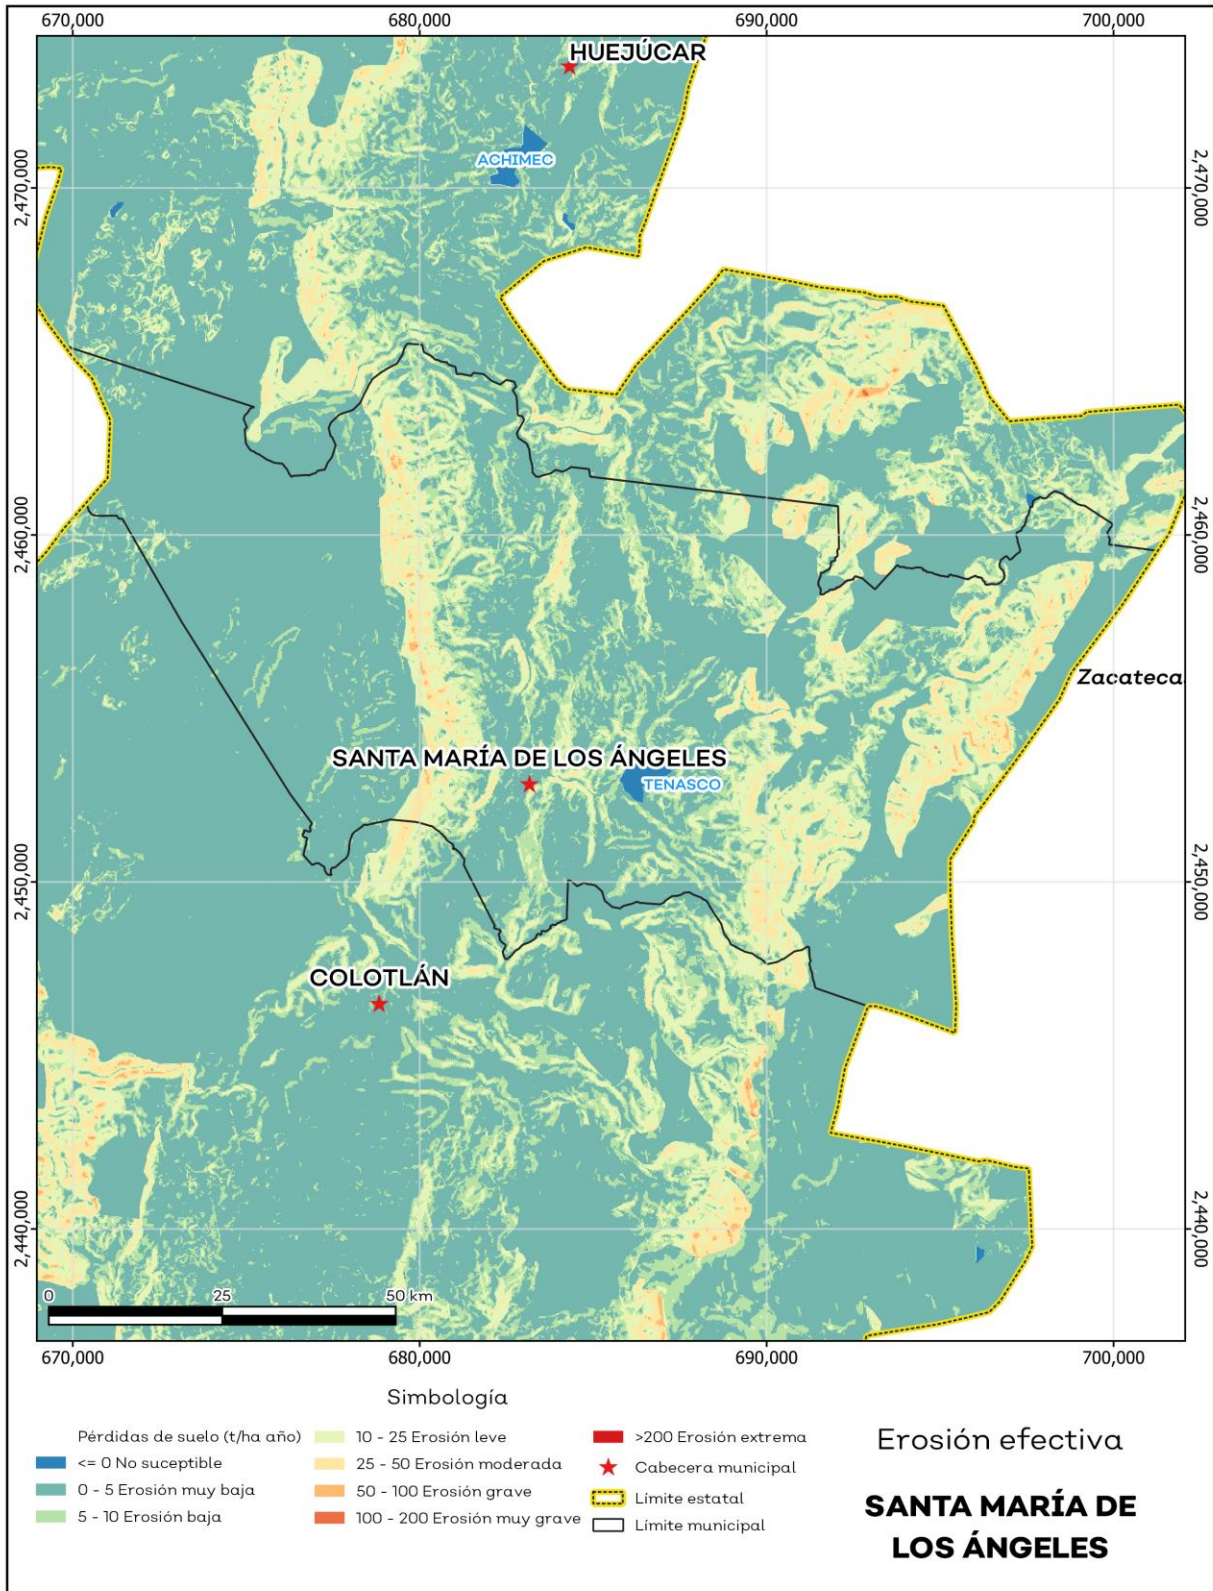 670,000
680,000
690,000
700,000
HUEJÚCAR
ACHIMEC
2,470,000
2,470,000
2,460,000
2,460,000
Zacateca
SANTA MARÍA DE LOS ÁNGELES
TENASCO
2,450,000
2,450,000
COLOTLÁN
2,440,000
2,440,000
0 25 50 km
670,000
680,000
690,000
700,000
Simbología
Pérdidas de suelo (t/ha año)
<= 0 No suceptible
0 - 5 Erosión muy baja
5 - 10 Erosión baja
10 - 25 Erosión leve
25 - 50 Erosión moderada
50 - 100 Erosión grave
100 - 200 Erosión muy grave
>200 Erosión extrema
Cabecera municipal
Límite estatal
Límite municipal
Erosión efectiva
SANTA MARÍA DE
LOS ÁNGELES